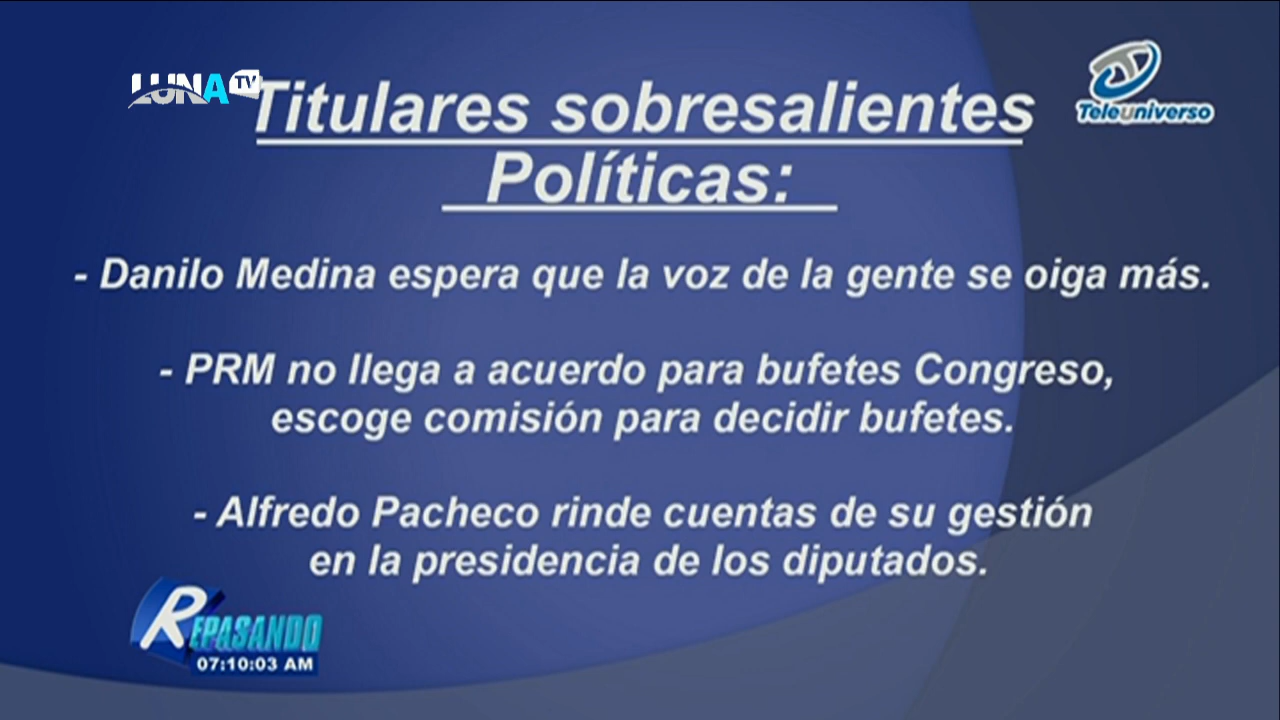 LUNA TV
Titulares sobresalientes
Teleuniverso
Políticas:
- Danilo Medina espera que la voz de la gente se oiga más.
- PRM no llega a acuerdo para bufetes Congreso,
escoge comisión para decidir bufetes.
- Alfredo Pacheco rinde cuentas de su gestión
en la presidencia de los diputados.
REPASANDO
07:10:03 AM